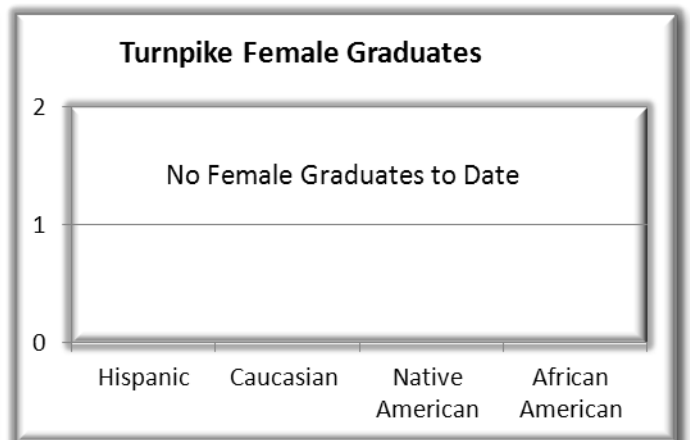 Turnpike Female Graduates
2
No Female Graduates to Date
1
0
Hispanic Caucasian Native African
American American